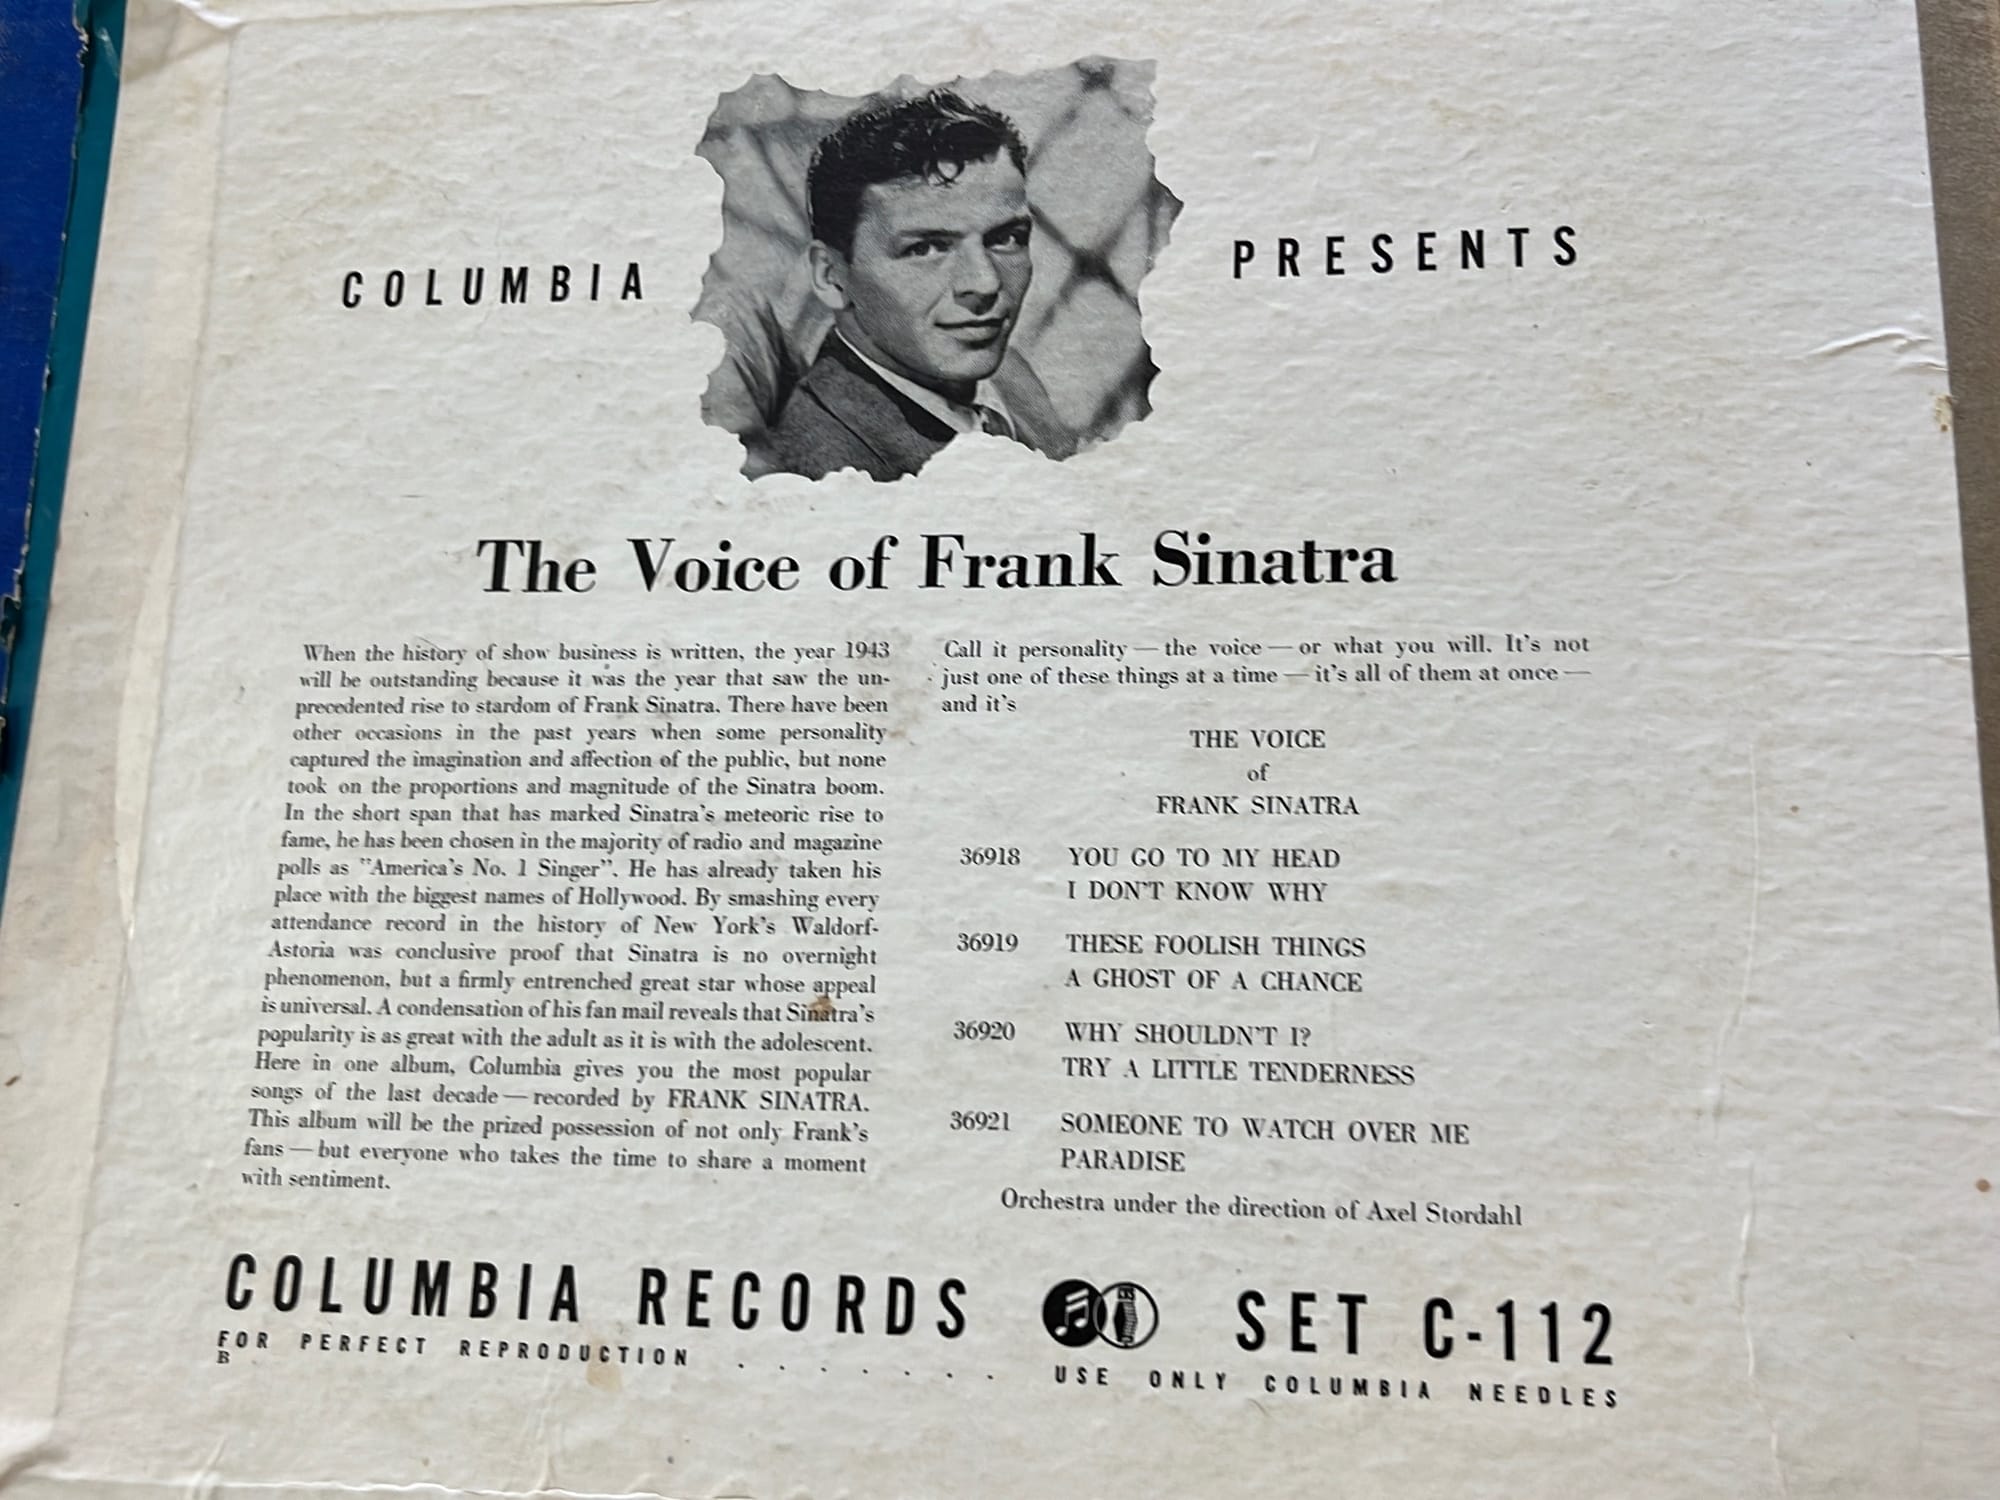 COLUMBIA PRESENTS
The Voice of Frank Sinatra
When the history of show business is written, the year 1943
will be outstanding because it was the year that saw the un-
precedented rise to stardom of Frank Sinatra. There have been
other occasions in the past years when some personality
captured the imagination and affection of the public, but none
took on the proportions and magnitude of the Sinatra boom.
In the short span that has marked Sinatra's meteoric rise to
fame, he has been chosen in the majority of radio and magazine
polls as "America's No. 1 Singer". He has already taken his
place with the biggest names of Hollywood. By smashing every
attendance record in the history of New York's Waldorf-
Astoria was conclusive proof that Sinatra is no overnight
phenomenon, but a firmly entrenched great star whose appeal
is universal. A condensation of his fan mail reveals that Sinatra's
popularity is as great with the adult as it is with the adolescent.
Here in one album, Columbia gives you the most popular
songs of the last decade — recorded by FRANK SINATRA.
This album will be the prized possession of not only Frank's
fans — but everyone who takes the time to share a moment
with sentiment.
Call it personality — the voice — or what you will. It's not
just one of these things at a time — it's all of them at once —
and it's
THE VOICE
of
FRANK SINATRA
36918 YOU GO TO MY HEAD
I DON'T KNOW WHY
36919 THESE FOOLISH THINGS
A GHOST OF A CHANCE
36920 WHY SHOULDN'T I?
TRY A LITTLE TENDERNESS
36921 SOMEONE TO WATCH OVER ME
PARADISE
Orchestra under the direction of Axel Stordahl
COLUMBIA RECORDS SET C-112
FOR PERFECT REPRODUCTION . . . . . . . USE ONLY COLUMBIA NEEDLES
B